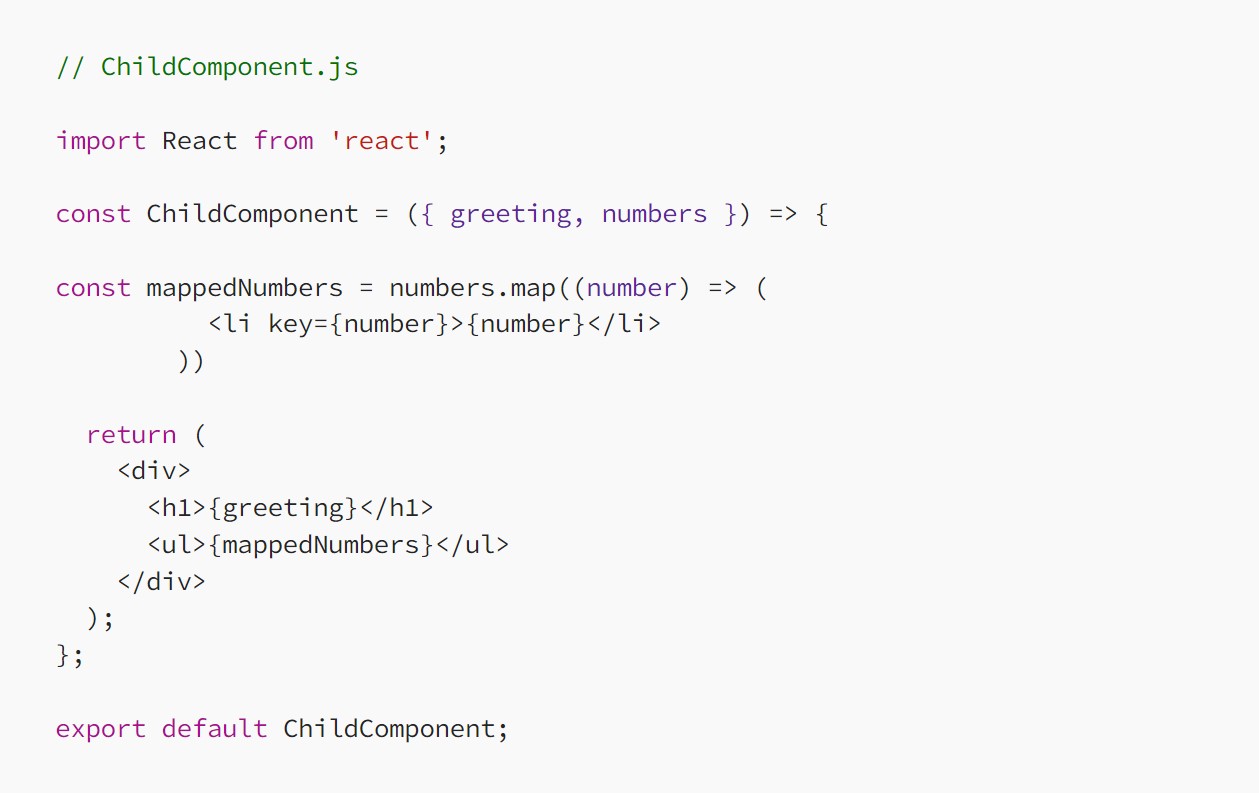 // ChildComponent.js
import React from 'react';
const ChildComponent = ({ greeting, numbers }) => {
const mappedNumbers = numbers.map((number) => (
<li key={number}>{number}</li>
))
return (
<div>
<h1>{greeting}</h1>
<ul>{mappedNumbers}</ul>
</div>
);
};
export default ChildComponent;